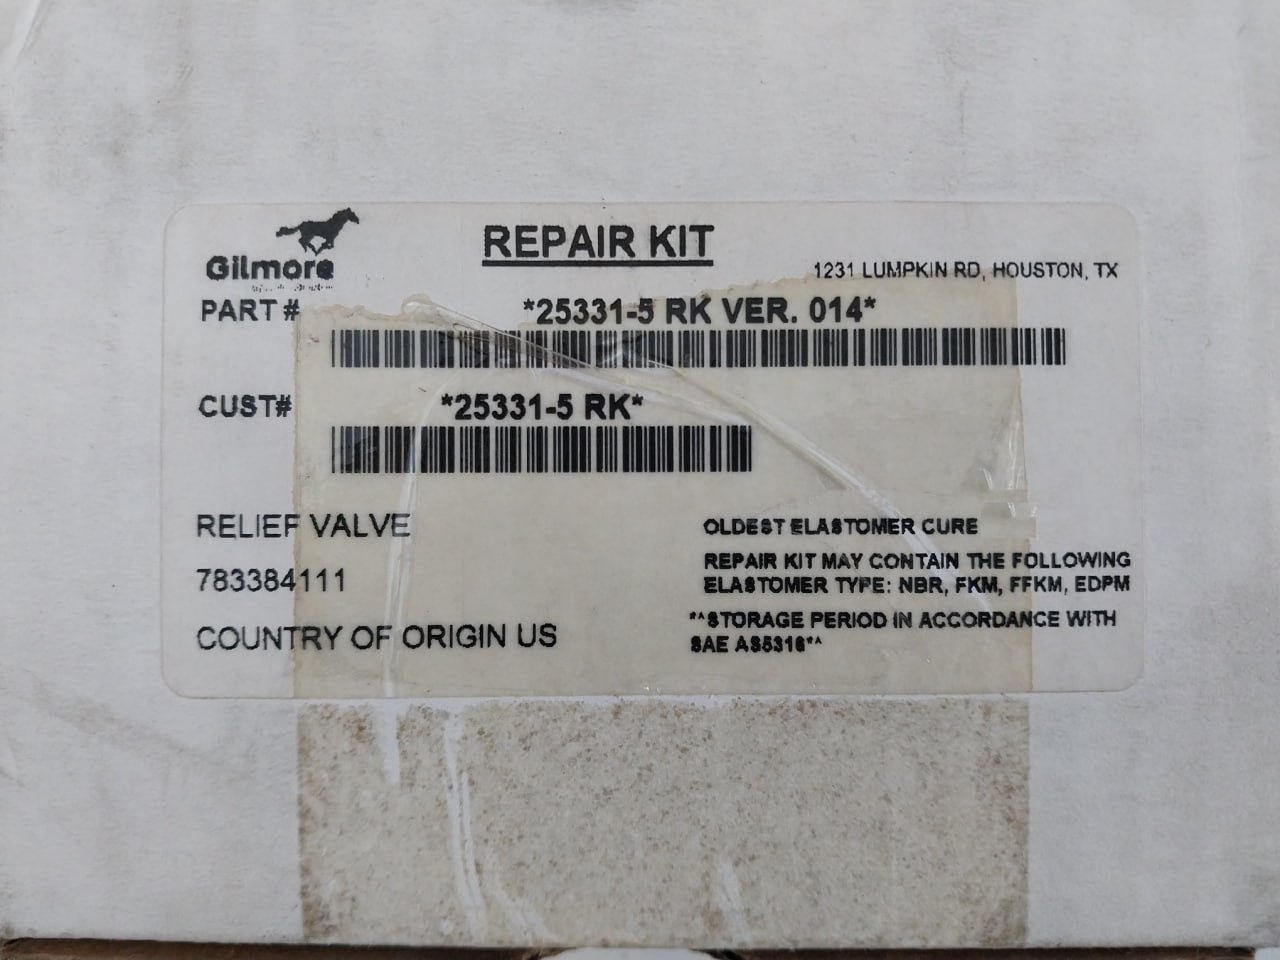 Gilmore
REPAIR KIT
1231 LUMPKIN RD, HOUSTON, TX
PART # *25331-5 RK VER. 014*
CUST# *25331-5 RK*
RELIEF VALVE
783384111
COUNTRY OF ORIGIN US
OLDEST ELASTOMER CURE
REPAIR KIT MAY CONTAIN THE FOLLOWING
ELASTOMER TYPE: NBR, FKM, FFKM, EDPM
*^STORAGE PERIOD IN ACCORDANCE WITH
SAE AS5316*^